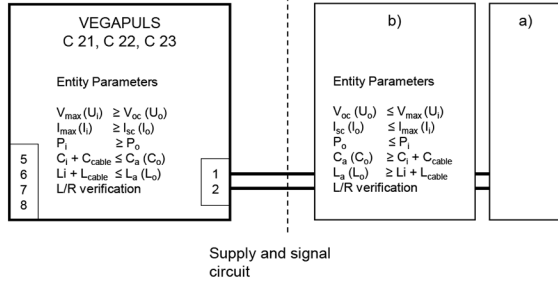 VEGAPULS
C 21, C 22, C 23
Entity Parameters
Vmax (Ui) ≥ Voc (Uo)
Imax (Ii) ≥ Isc (Io)
Pi ≥ Po
Ci + Ccable ≤ Ca (Co)
Li + Lcable ≤ La (Lo)
L/R verification
5
6
7
8
1
2
b)
Entity Parameters
Voc (Uo) ≤ Vmax (Ui)
Isc (Io) ≤ Imax (Ii)
Po ≤ Pi
Ca (Co) ≥ Ci + Ccable
La (Lo) ≥ Li + Lcable
L/R verification
a)
Supply and signal
circuit